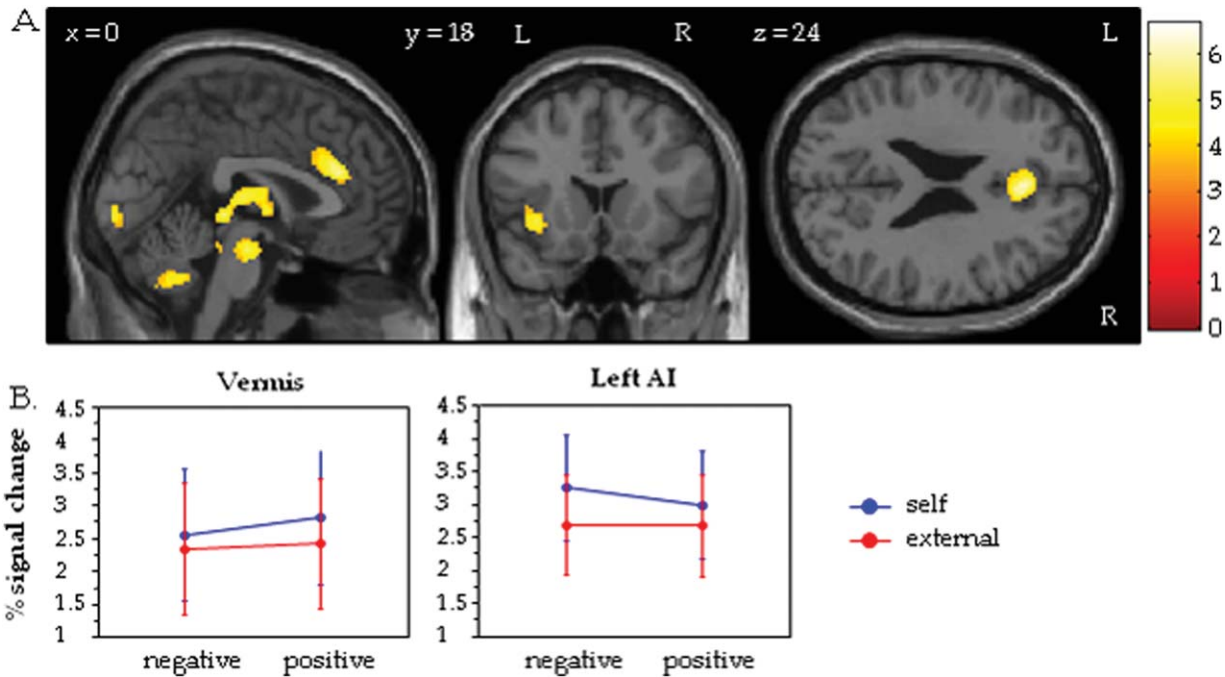 A.
x = 0
y = 18
L
R
z = 24
L
R
6
5
4
3
2
1
0
B.
Vermis
Left AI
% signal change
4.5
4
3.5
3
2.5
2
1.5
1
negative
positive
4.5
4
3.5
3
2.5
2
1.5
1
negative
positive
self
external